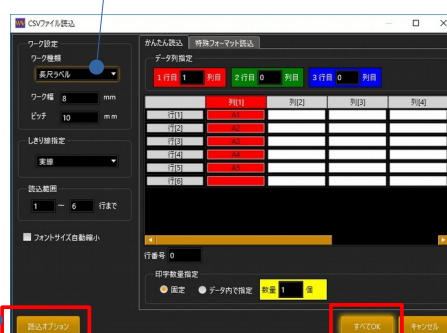 CSVファイル読込
ワーク設定
ワーク種類
長尺ラベル
ワーク幅 8 mm
ピッチ 10 mm
しきり線指定
実線
読込範囲
1 ～ 6 行まで
フォントサイズ自動縮小
読込オプション
かんたん読込 特殊フォーマット読込
データ列指定
1行目 1 列目 2行目 0 列目 3行目 0 列目
列[1] 列[2] 列[3] 列[4]
行[1] A1
行[2] A2
行[3] A3
行[4] A4
行[5] A5
行[6]
行番号 0
印字数量指定
固定 データ内で指定 数量 1 個
すべてOK キャンセル